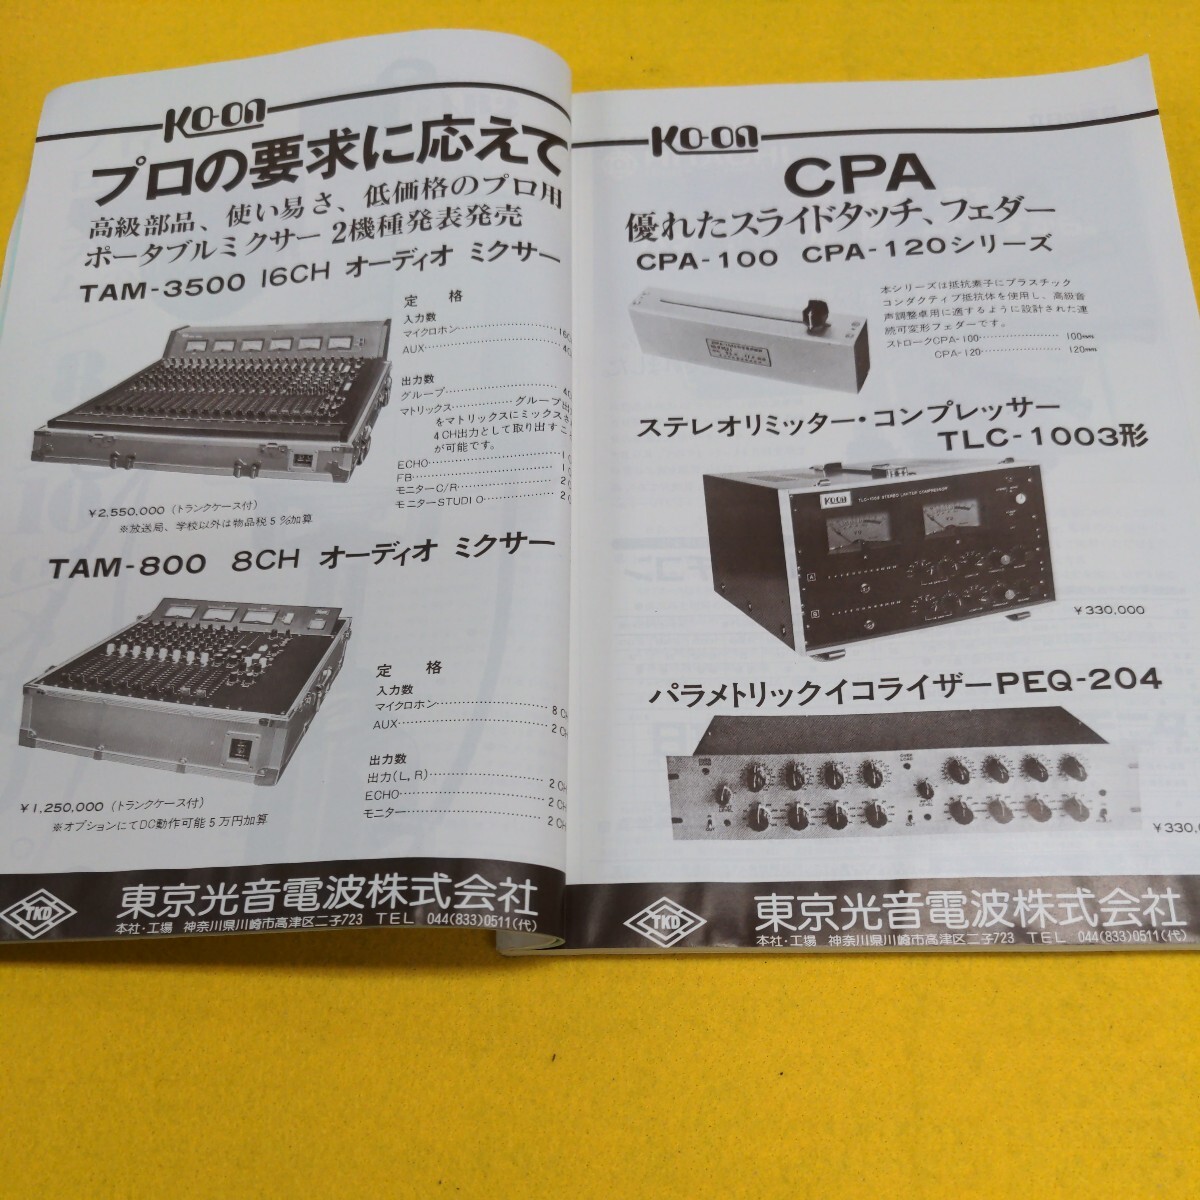 KO-ON
プロの要求に応えて
高級部品、使い易さ、低価格のプロ用
ポータブルミクサー2機種発表発売
TAM-3500 16CH オーディオ ミクサー
定 格
入力数
マイクロホン
AUX
出力数
グループ
マトリックス
をマトリックスにミックス
4CH出力として取り出す
が可能です。
ECHO
FB
モニターC/R
モニターSTUDIO
¥2,550,000 (トランクケース付)
※放送局、学校以外は物品税5%加算
TAM-800 8CH オーディオ ミクサー
定 格
入力数
マイクロホン 8CH
AUX 2CH
出力数
出力(L,R) 2CH
ECHO 2CH
モニター 2CH
¥1,250,000 (トランクケース付)
※オプションにてDC動作可能5万円加算
TKD
東京光音電波株式会社
本社・工場 神奈川県川崎市高津区二子723 TEL 044(833)0511(代)
KO-ON
CPA
優れたスライドタッチ、フェダー
CPA-100 CPA-120シリーズ
本シリーズは抵抗素子にプラスチック
コンダクティブ抵抗体を使用し、高級音
声調整卓用に適するように設計された連
続可変形フェダーです。
ストロークCPA-100 100mm
CPA-120 120mm
ステレオリミッター・コンプレッサー
TLC-1003形
KO-ON
TLC-1003 STEREO LIMITER COMPRESSOR
A
B
¥330,000
パラメトリックイコライザーPEQ-204
¥330,0
TKD
東京光音電波株式会社
本社・工場 神奈川県川崎市高津区二子723 TEL 044(833)0511(代)